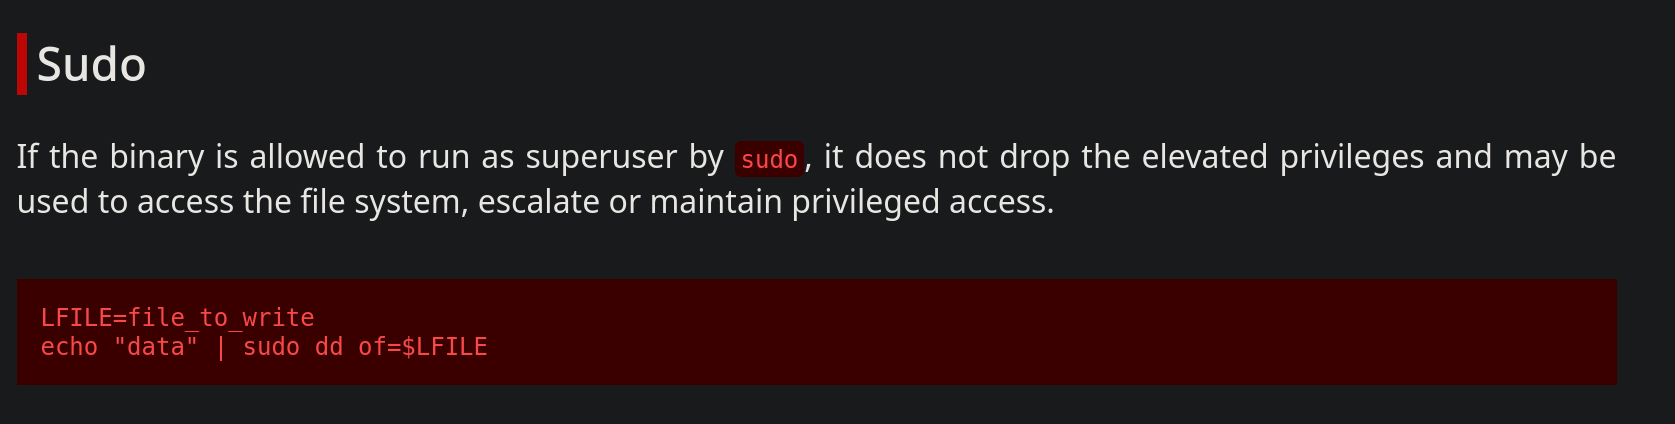 Sudo
If the binary is allowed to run as superuser by sudo, it does not drop the elevated privileges and may be
used to access the file system, escalate or maintain privileged access.
LFILE=file_to_write
echo "data" | sudo dd of=$LFILE